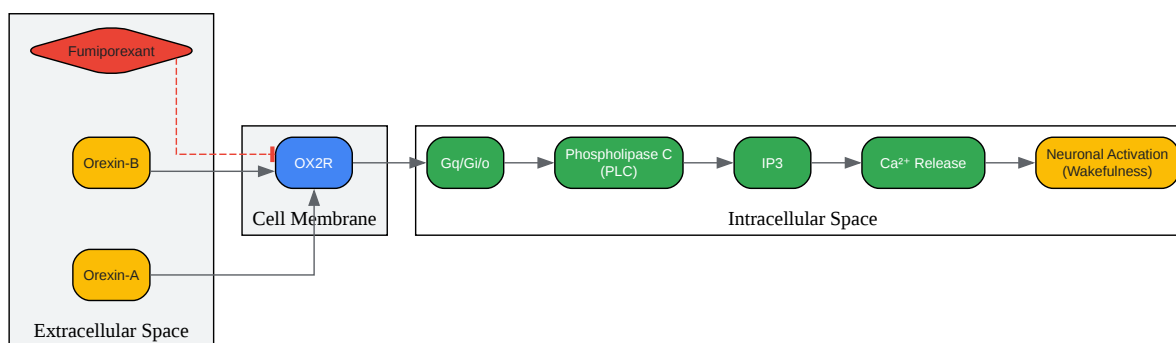 Fumiporexant
Orexin-B
OX2R
Gq/Gi/o
Phospholipase C
(PLC)
IP3
Ca²⁺ Release
Neuronal Activation
(Wakefulness)
Cell Membrane
Intracellular Space
Orexin-A
Extracellular Space